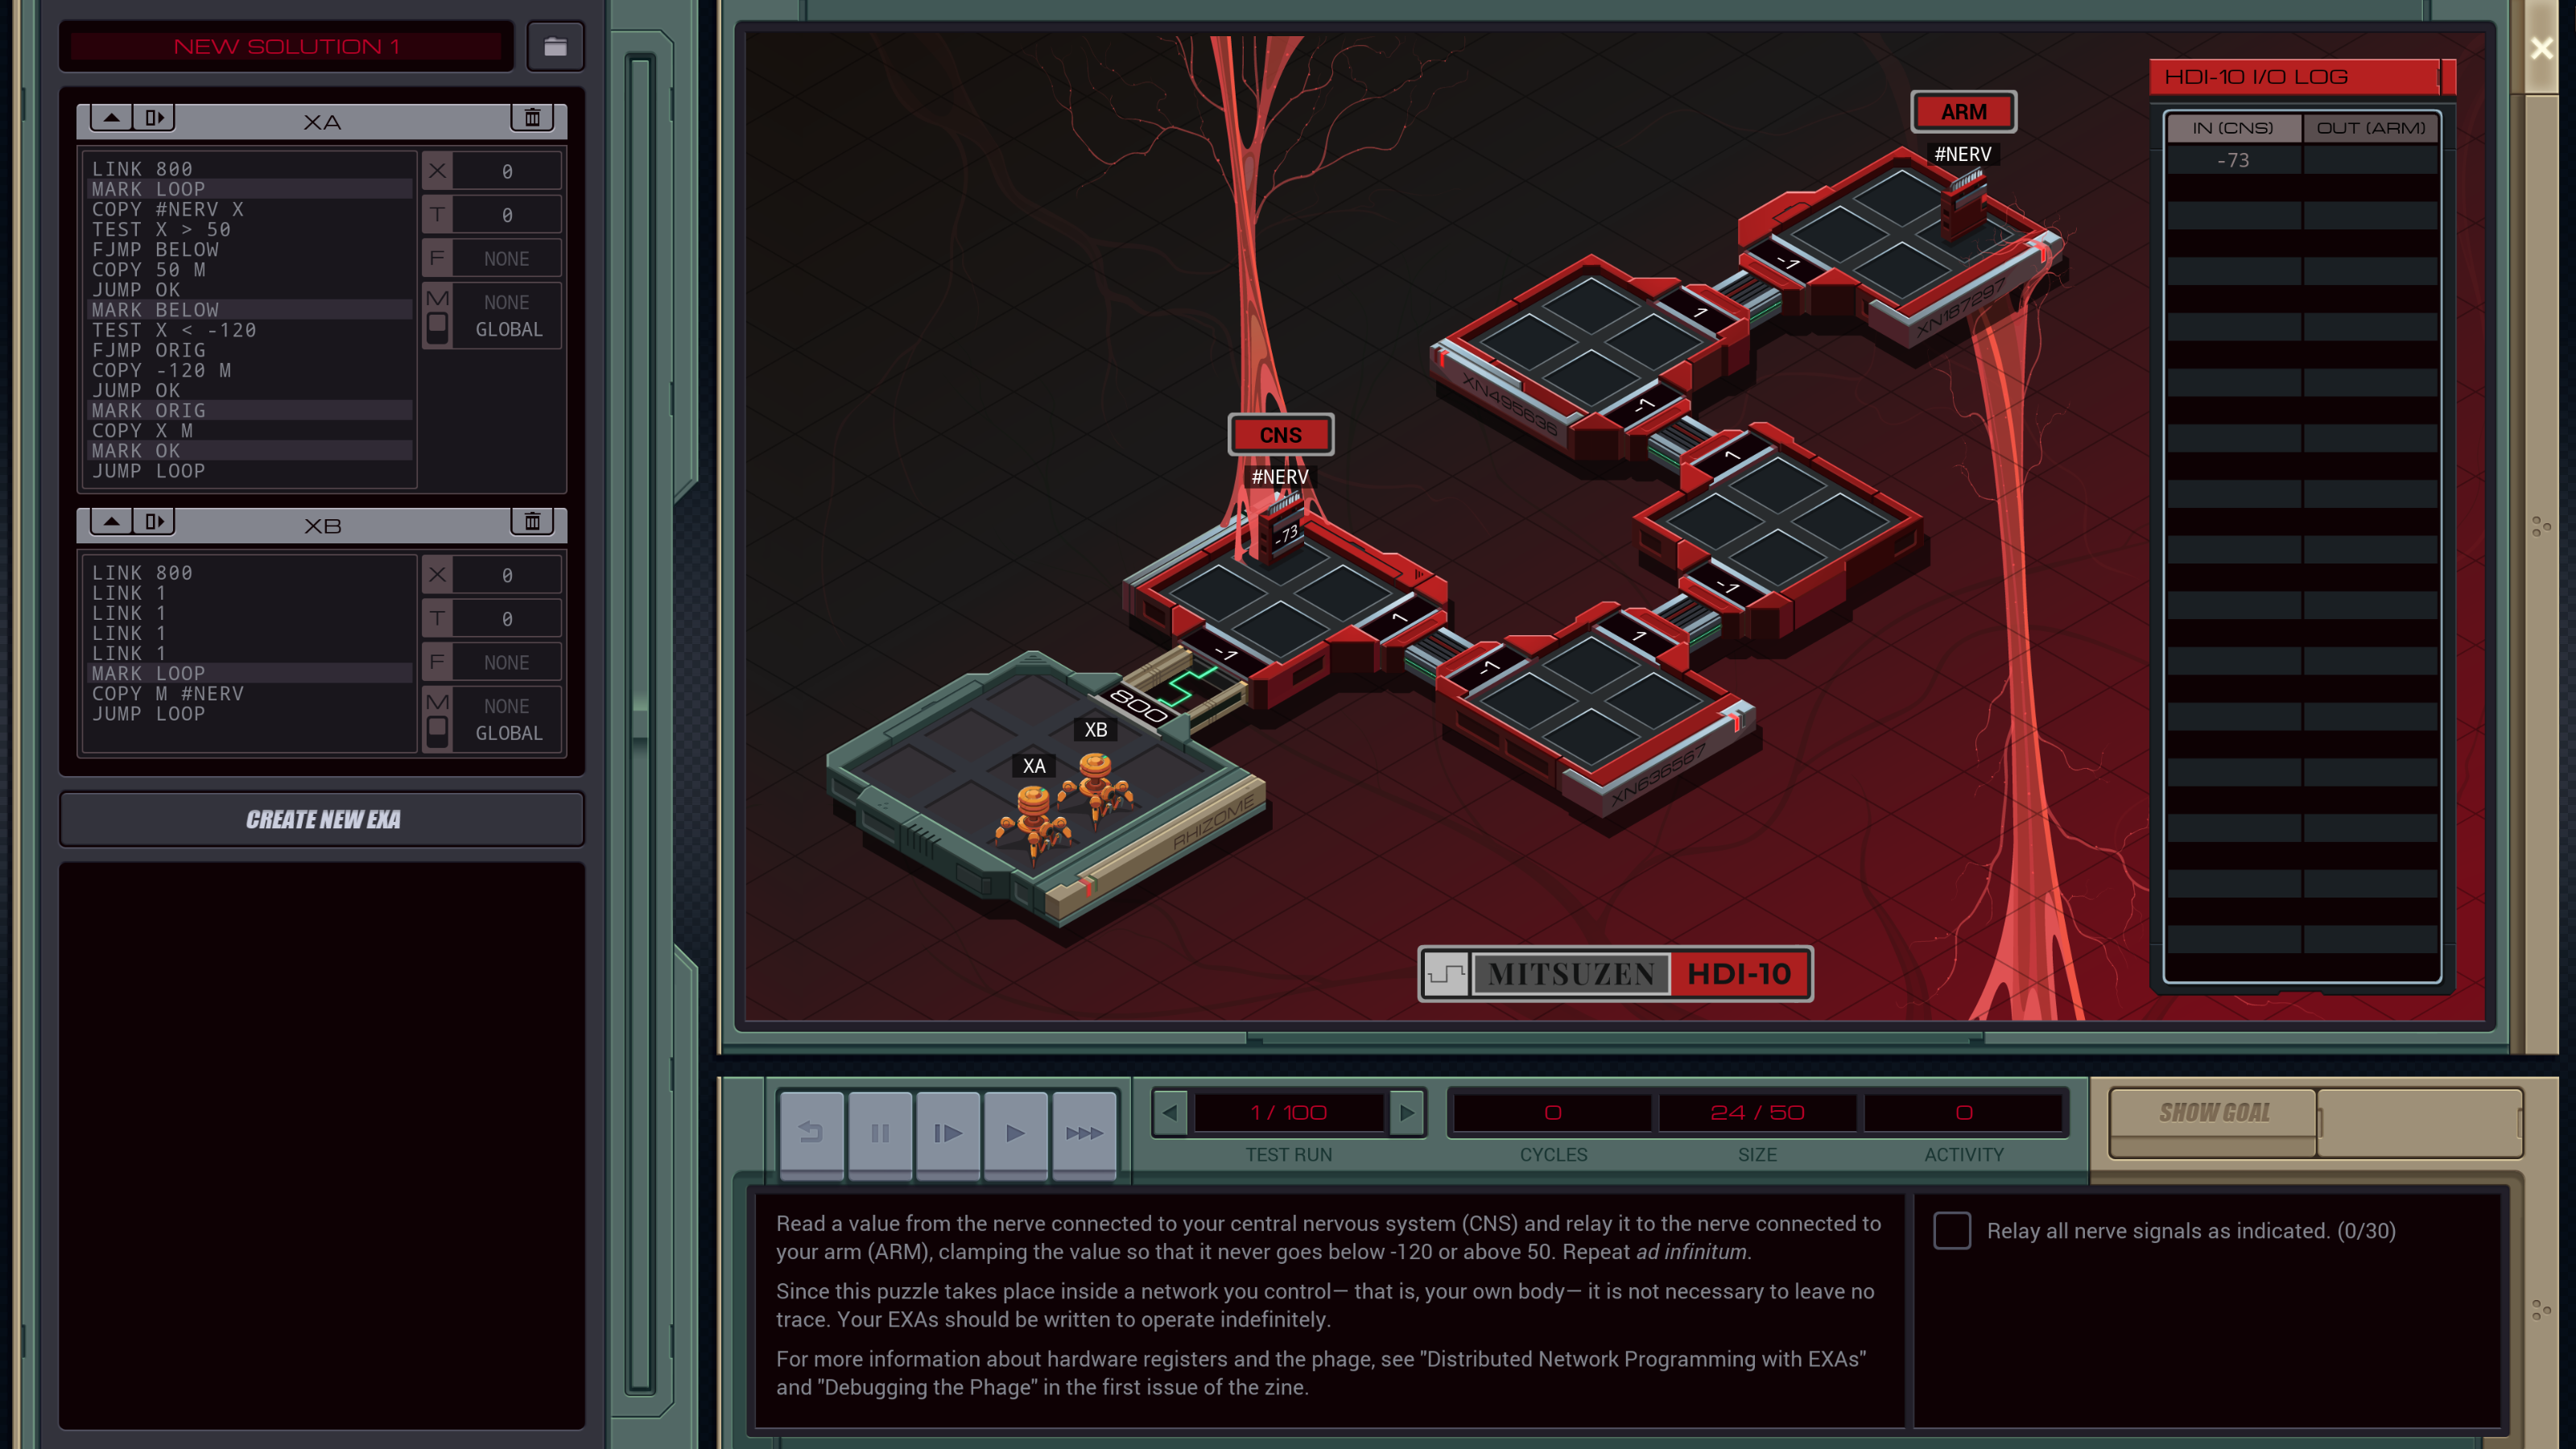 NEW SOLUTION 1
XA
LINK 800
MARK LOOP
COPY #NERV X
TEST X > 50
FJMP BELOW
COPY 50 M
JUMP OK
MARK BELOW
TEST X < -120
FJMP ORIG
COPY -120 M
JUMP OK
MARK ORIG
COPY X M
MARK OK
JUMP LOOP
X 0
T 0
F NONE
M NONE
GLOBAL
XB
LINK 800
LINK 1
LINK 1
LINK 1
LINK 1
MARK LOOP
COPY M #NERV
JUMP LOOP
X 0
T 0
F NONE
M NONE
GLOBAL
CREATE NEW EXA
ARM
#NERV
-1
XN167297
1
XN495636
-1
1
CNS
#NERV
-73
-1
1
1
-1
-1
800
XN636567
XB
XA
RHIZOME
MITSUZEN HDI-10
HDI-10 I/O LOG
IN (CNS) OUT (ARM)
-73
1 / 100
TEST RUN
0
CYCLES
24 / 50
SIZE
0
ACTIVITY
SHOW GOAL
Read a value from the nerve connected to your central nervous system (CNS) and relay it to the nerve connected to
your arm (ARM), clamping the value so that it never goes below -120 or above 50. Repeat ad infinitum.
Since this puzzle takes place inside a network you control— that is, your own body— it is not necessary to leave no
trace. Your EXAs should be written to operate indefinitely.
For more information about hardware registers and the phage, see "Distributed Network Programming with EXAs"
and "Debugging the Phage" in the first issue of the zine.
Relay all nerve signals as indicated. (0/30)